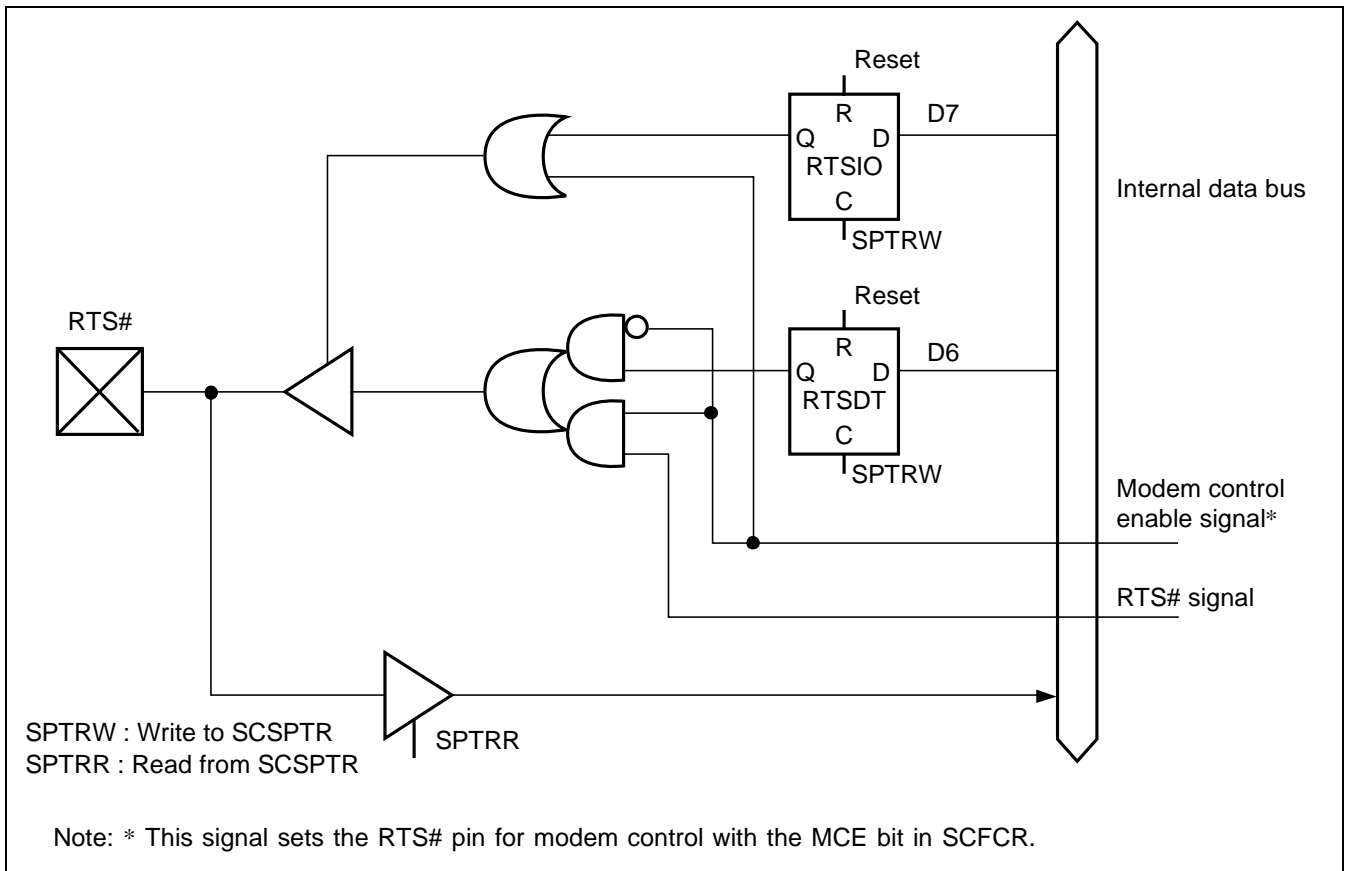 Reset
R
D7
Q D
RTSIO
C
SPTRW
Internal data bus
Reset
RTS#
R
D6
Q D
RTSDT
C
SPTRW
Modem control
enable signal*
RTS# signal
SPTRW : Write to SCSPTR
SPTRR
SPTRR : Read from SCSPTR
Note: * This signal sets the RTS# pin for modem control with the MCE bit in SCFCR.